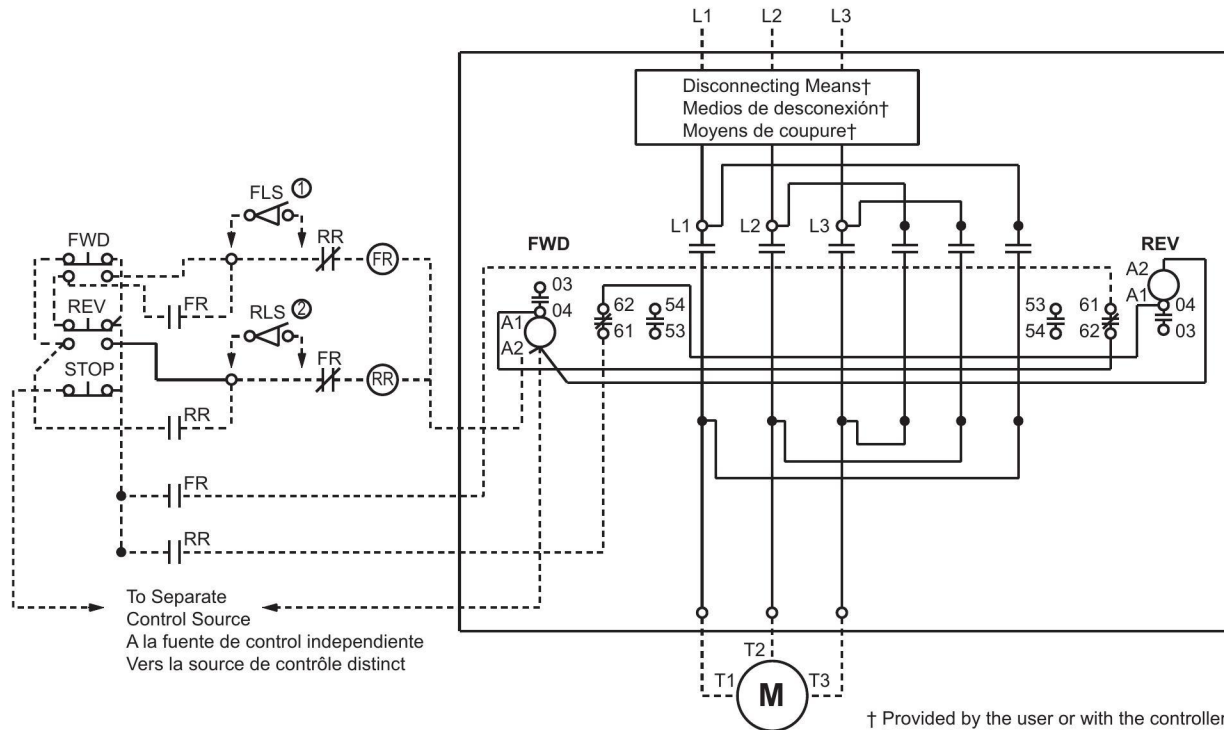 L1 L2 L3
Disconnecting Means†
Medios de desconexión†
Moyens de coupure†
FLS ①
FWD
RR
FR
L1 L2 L3
FWD
REV
A2
A1
04
03
03
04
A1
A2
62
61
54
53
53
54
61
62
REV
FR
RLS ②
FR
RR
STOP
RR
FR
RR
To Separate
Control Source
A la fuente de control independiente
Vers la source de contrôle distinct
T2
T1
M
T3
† Provided by the user or with the controller